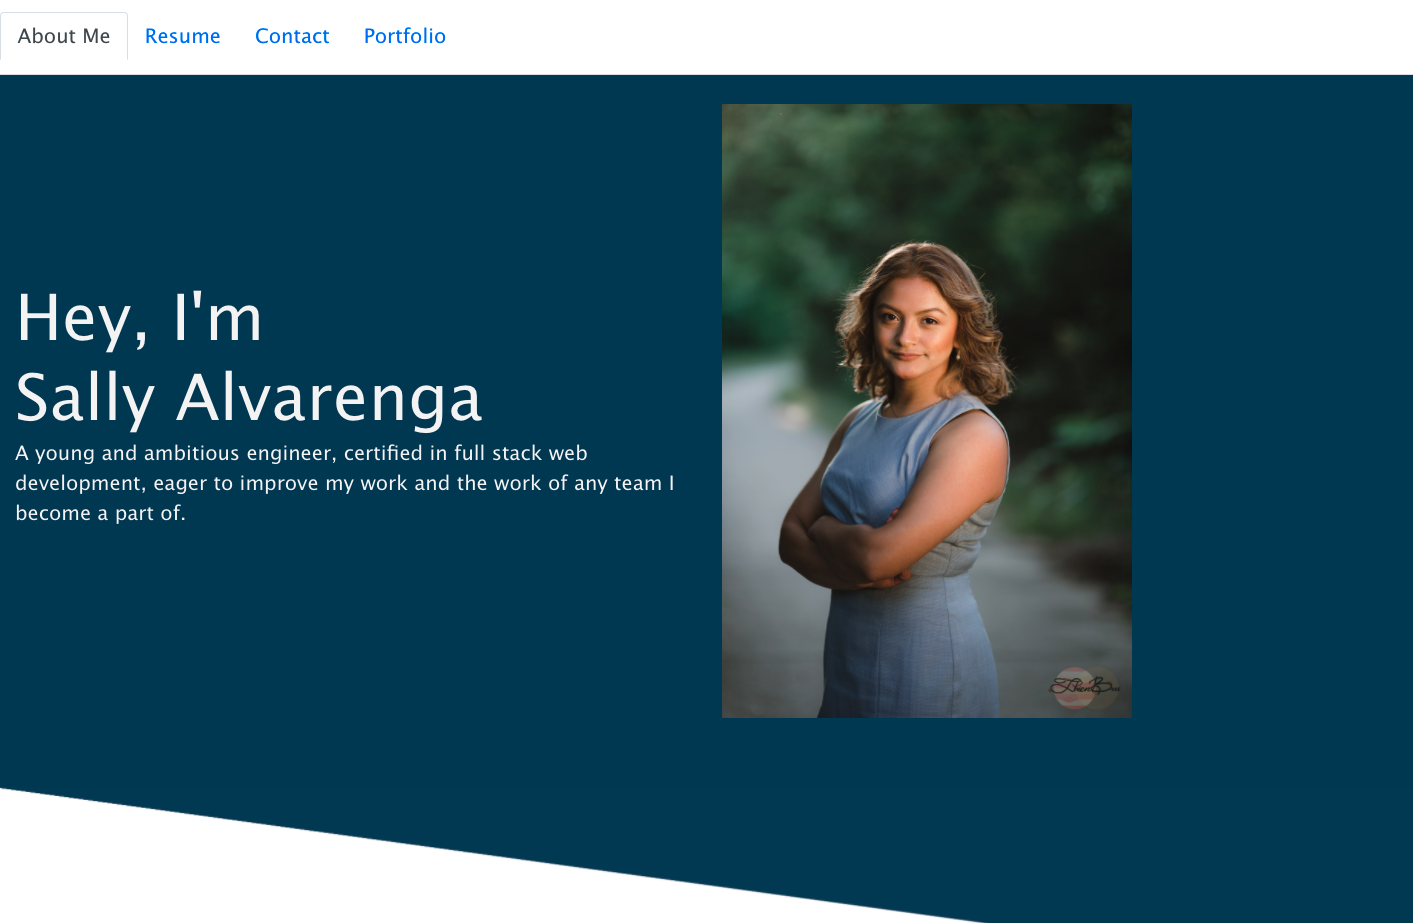 About Me Resume Contact Portfolio
Hey, I'm
Sally Alvarenga
A young and ambitious engineer, certified in full stack web
development, eager to improve my work and the work of any team I
become a part of.